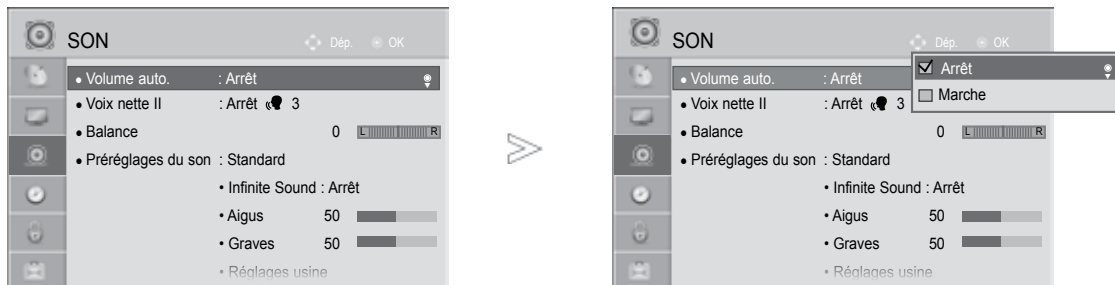 SON Dép. OK
• Volume auto. : Arrêt
• Voix nette II : Arrêt 3
• Balance 0 L R
• Préréglages du son : Standard
• Infinite Sound : Arrêt
• Aigus 50
• Graves 50
• Réglages usine
SON Dép. OK
• Volume auto. : Arrêt
Arrêt
Marche
• Voix nette II : Arrêt 3
• Balance 0 L R
• Préréglages du son : Standard
• Infinite Sound : Arrêt
• Aigus 50
• Graves 50
• Réglages usine